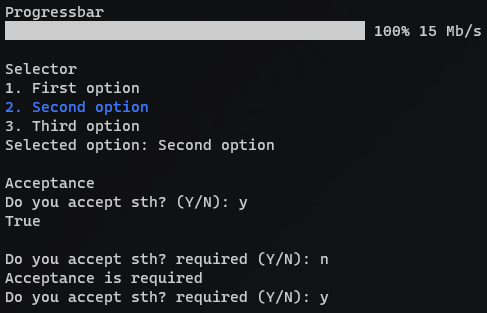 Progressbar
100% 15 Mb/s
Selector
1. First option
2. Second option
3. Third option
Selected option: Second option
Acceptance
Do you accept sth? (Y/N): y
True
Do you accept sth? required (Y/N): n
Acceptance is required
Do you accept sth? required (Y/N): y